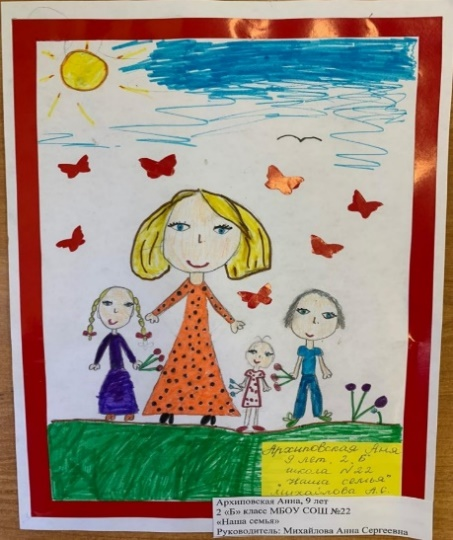 Архиповская Аня
9 лет, 2 „Б"
школа №22
"Наша семья"
Михайлова А.С.
Архиповская Анна, 9 лет
2 «Б» класс МБОУ СОШ №22
«Наша семья»
Руководитель: Михайлова Анна Сергеевна